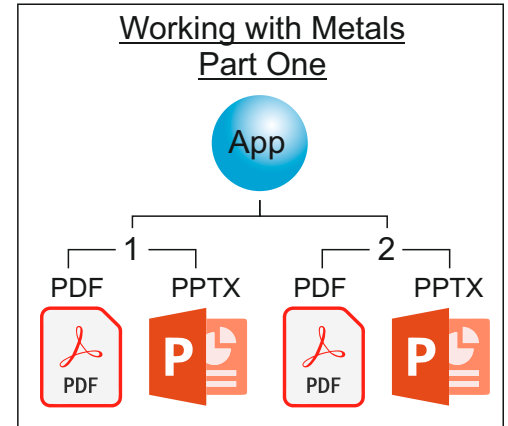 Working with Metals
Part One
App
1 2
PDF PPTX PDF PPTX
PDF P PDF P